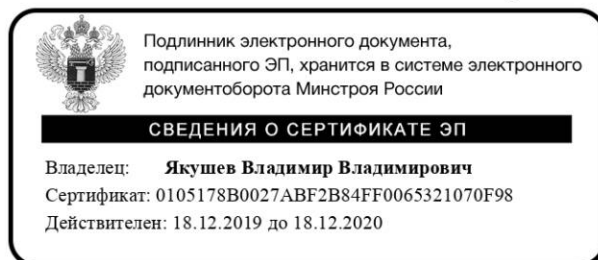 Подлинник электронного документа,
подписанного ЭП, хранится в системе электронного
документоборота Минстроя России
СВЕДЕНИЯ О СЕРТИФИКАТЕ ЭП
Владелец: Якушев Владимир Владимирович
Сертификат: 0105178B0027ABF2B84FF0065321070F98
Действителен: 18.12.2019 до 18.12.2020